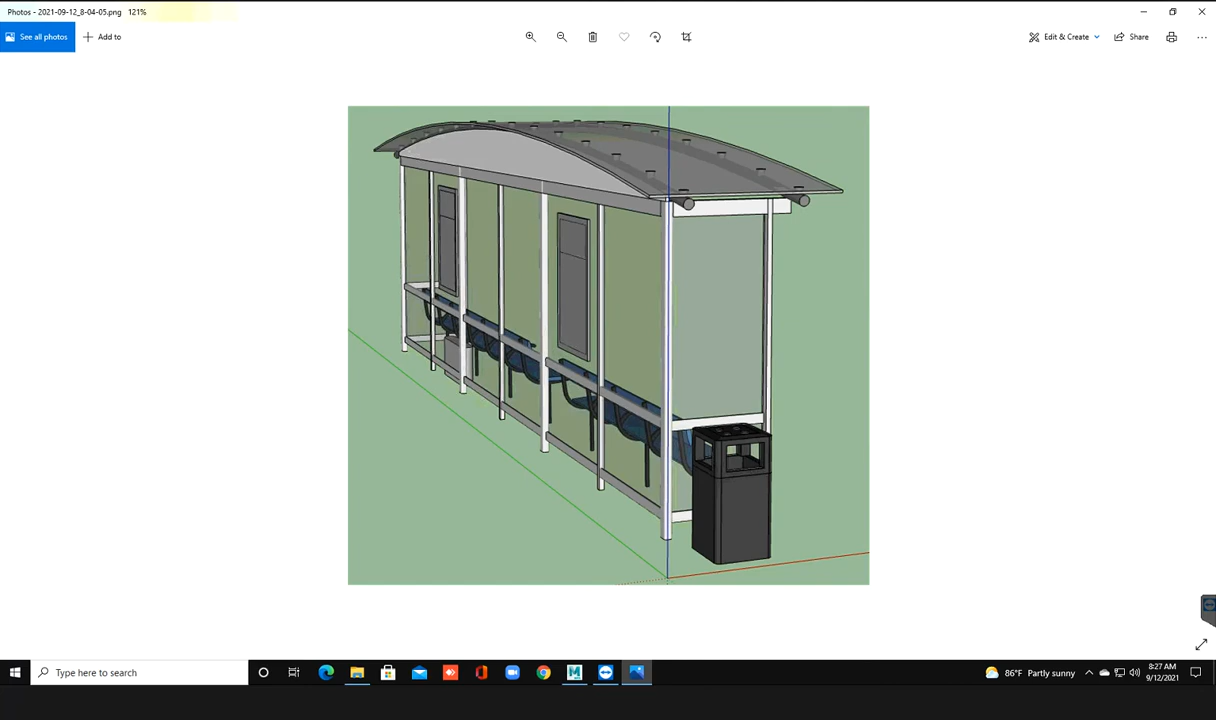 Photos - 2021-09-12_8-04-05.png 121%
See all photos
Add to
Edit & Create
Share
Type here to search
86°F Partly sunny
8:27 AM
9/12/2021